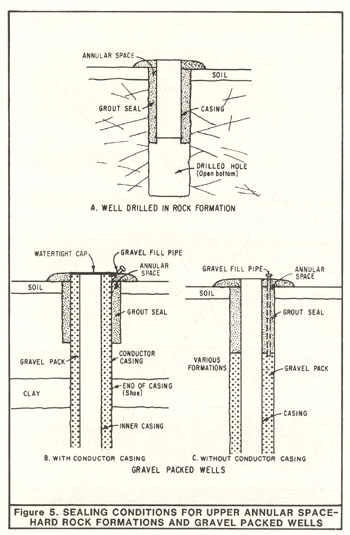 ANNULAR SPACE
SOIL
GROUT SEAL
CASING
DRILLED HOLE
(Open bottom)
A. WELL DRILLED IN ROCK FORMATION
WATERTIGHT CAP
GRAVEL FILL PIPE
ANNULAR
SPACE
SOIL
GROUT SEAL
GRAVEL PACK
CONDUCTOR
CASING
CLAY
END OF CASING
(Shoe)
INNER CASING
B. WITH CONDUCTOR CASING
GRAVEL FILL PIPE
ANNULAR
SPACE
SOIL
GROUT SEAL
VARIOUS
FORMATIONS
GRAVEL PACK
CASING
C. WITHOUT CONDUCTOR CASING
GRAVEL PACKED WELLS
Figure 5. SEALING CONDITIONS FOR UPPER ANNULAR SPACE-
HARD ROCK FORMATIONS AND GRAVEL PACKED WELLS